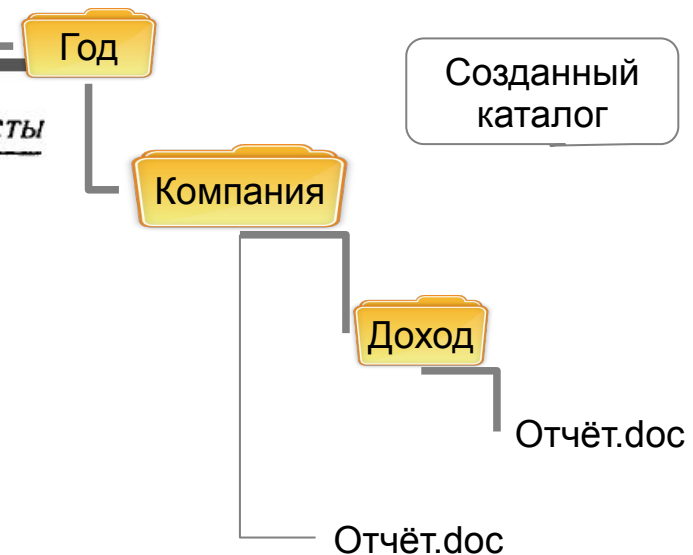 Год
Созданный
каталог
Компания
Доход
Отчёт.doc
Отчёт.doc